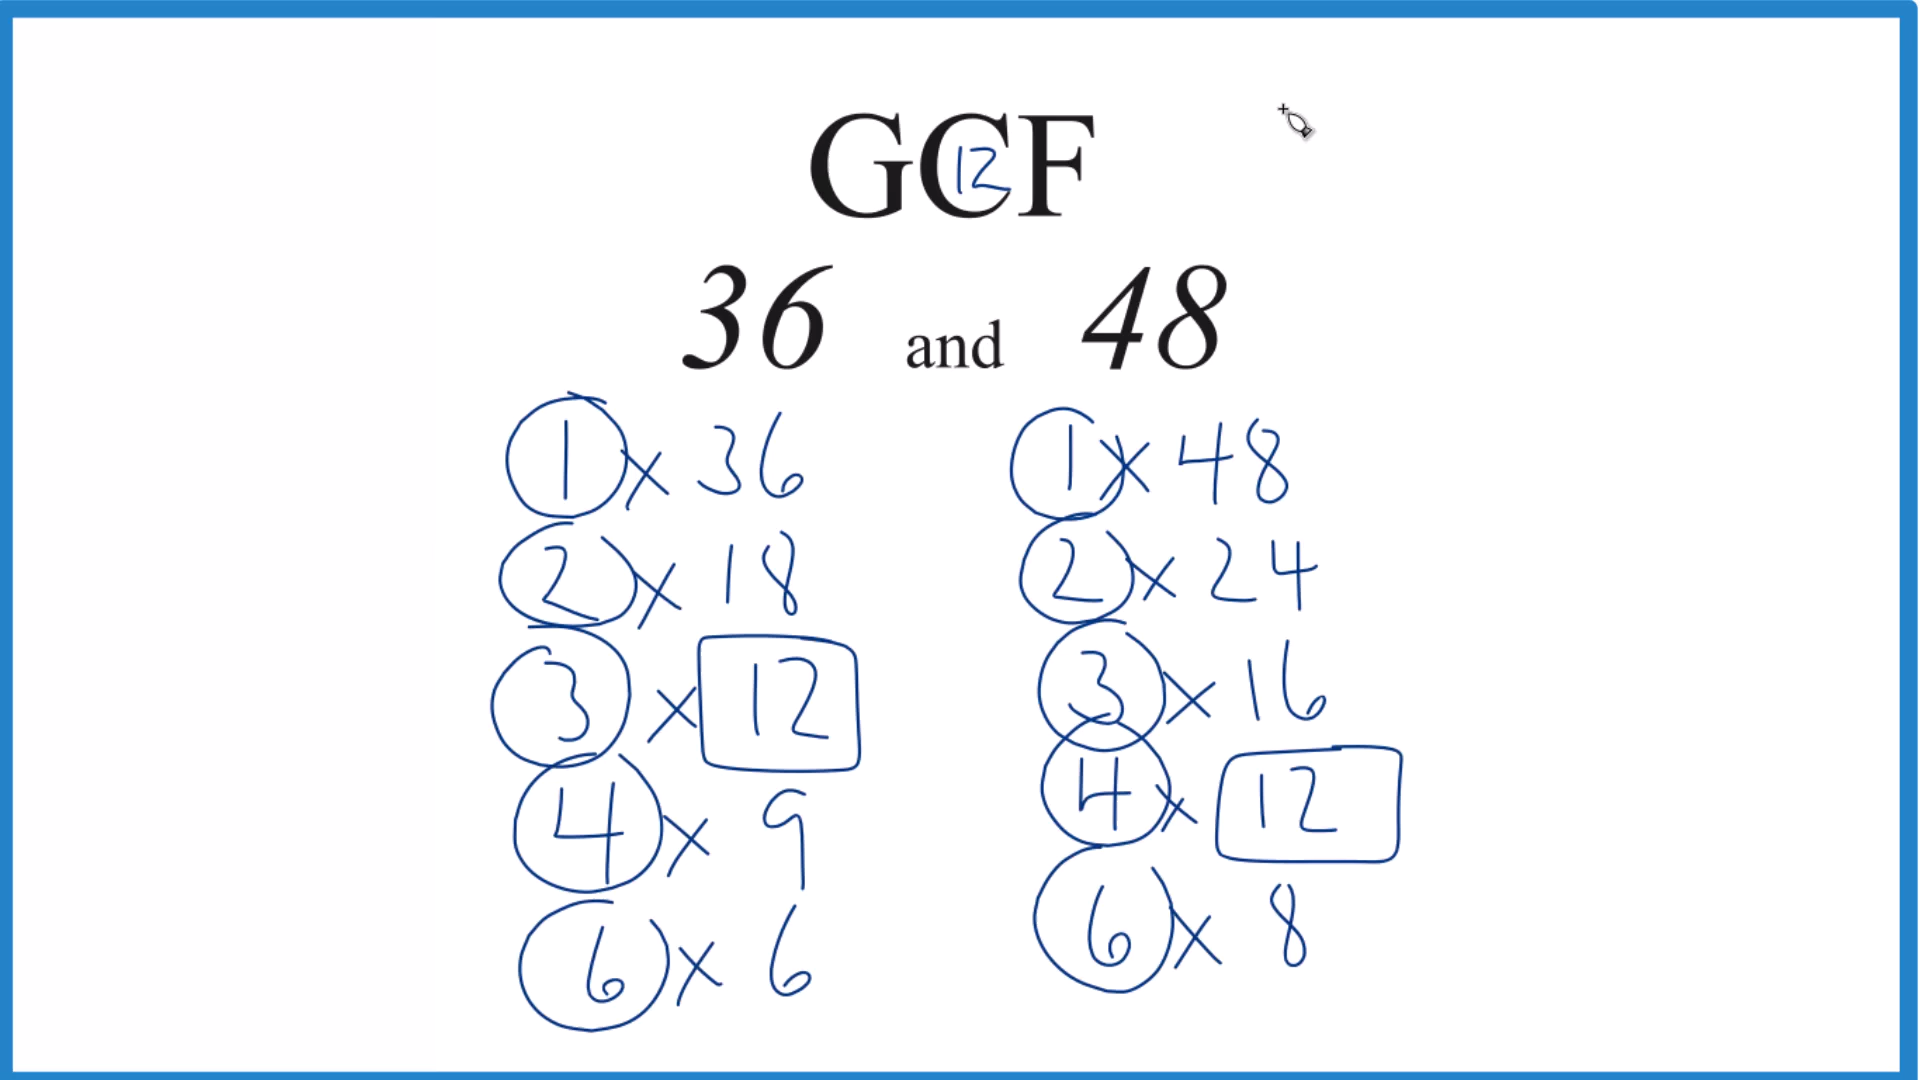 GCF
12
36 and 48
1 x 36 1 x 48
2 x 18 2 x 24
3 x 12 3 x 16
4 x 9 4 x 12
6 x 6 6 x 8